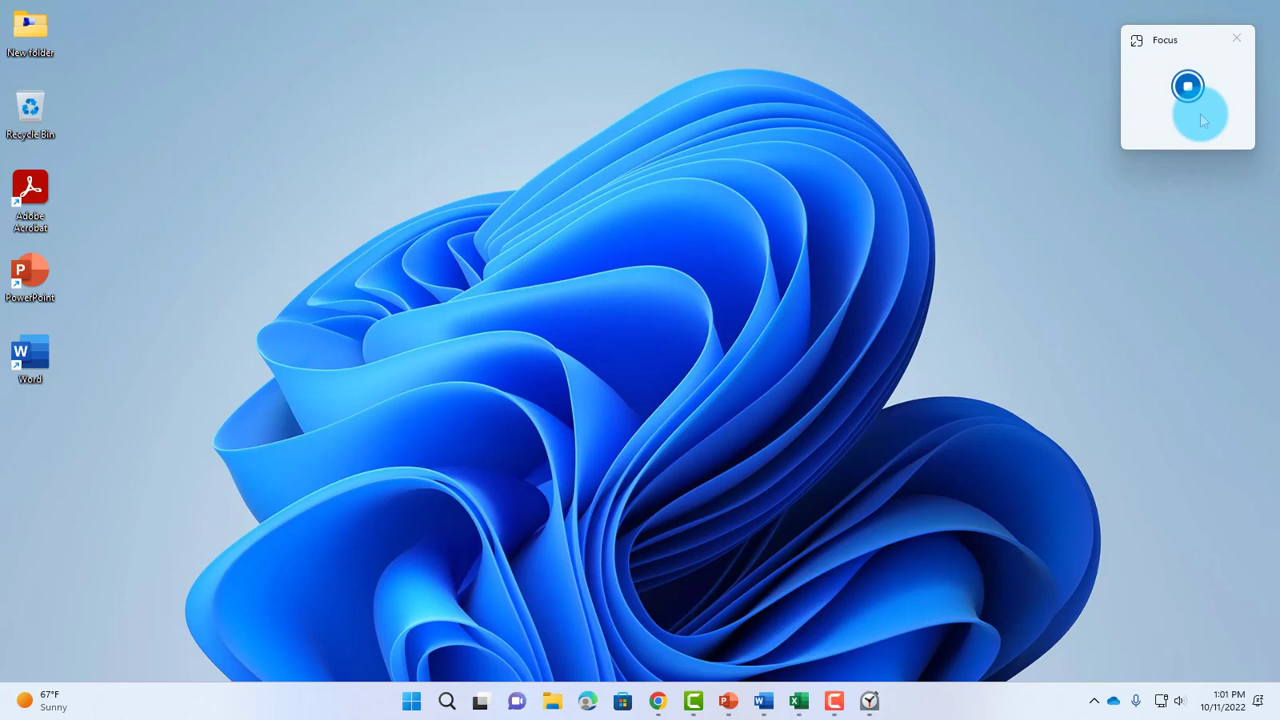 New folder
Recycle Bin
Adobe
Acrobat
P
PowerPoint
W
Word
Focus
67°F
Sunny
P
W
X
1:01 PM
10/11/2022